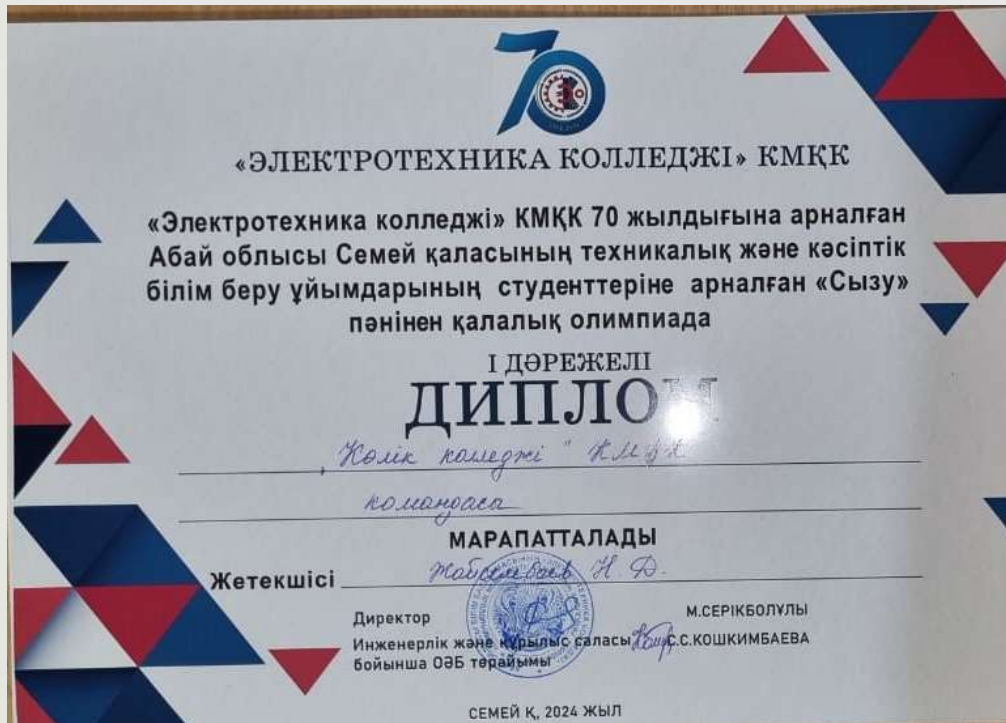 70
«ЭЛЕКТРОТЕХНИКА КОЛЛЕДЖІ» КМҚК
«Электротехника колледжі» КМҚК 70 жылдығына арналған
Абай облысы Семей қаласының техникалық және кәсіптік
білім беру ұйымдарының студенттеріне арналған «Сызу»
пәнінен қалалық олимпиада
І ДӘРЕЖЕЛІ
ДИПЛОМ
"Көлік колледжі" КМҚК
командасы
МАРАПАТТАЛАДЫ
Жетекшісі Н. Д.
Директор М.СЕРІКБОЛҰЛЫ
Инженерлік және құрылыс саласы С.С.КОШКИМБАЕВА
бойынша ОӘБ төрайымы
СЕМЕЙ Қ, 2024 ЖЫЛ